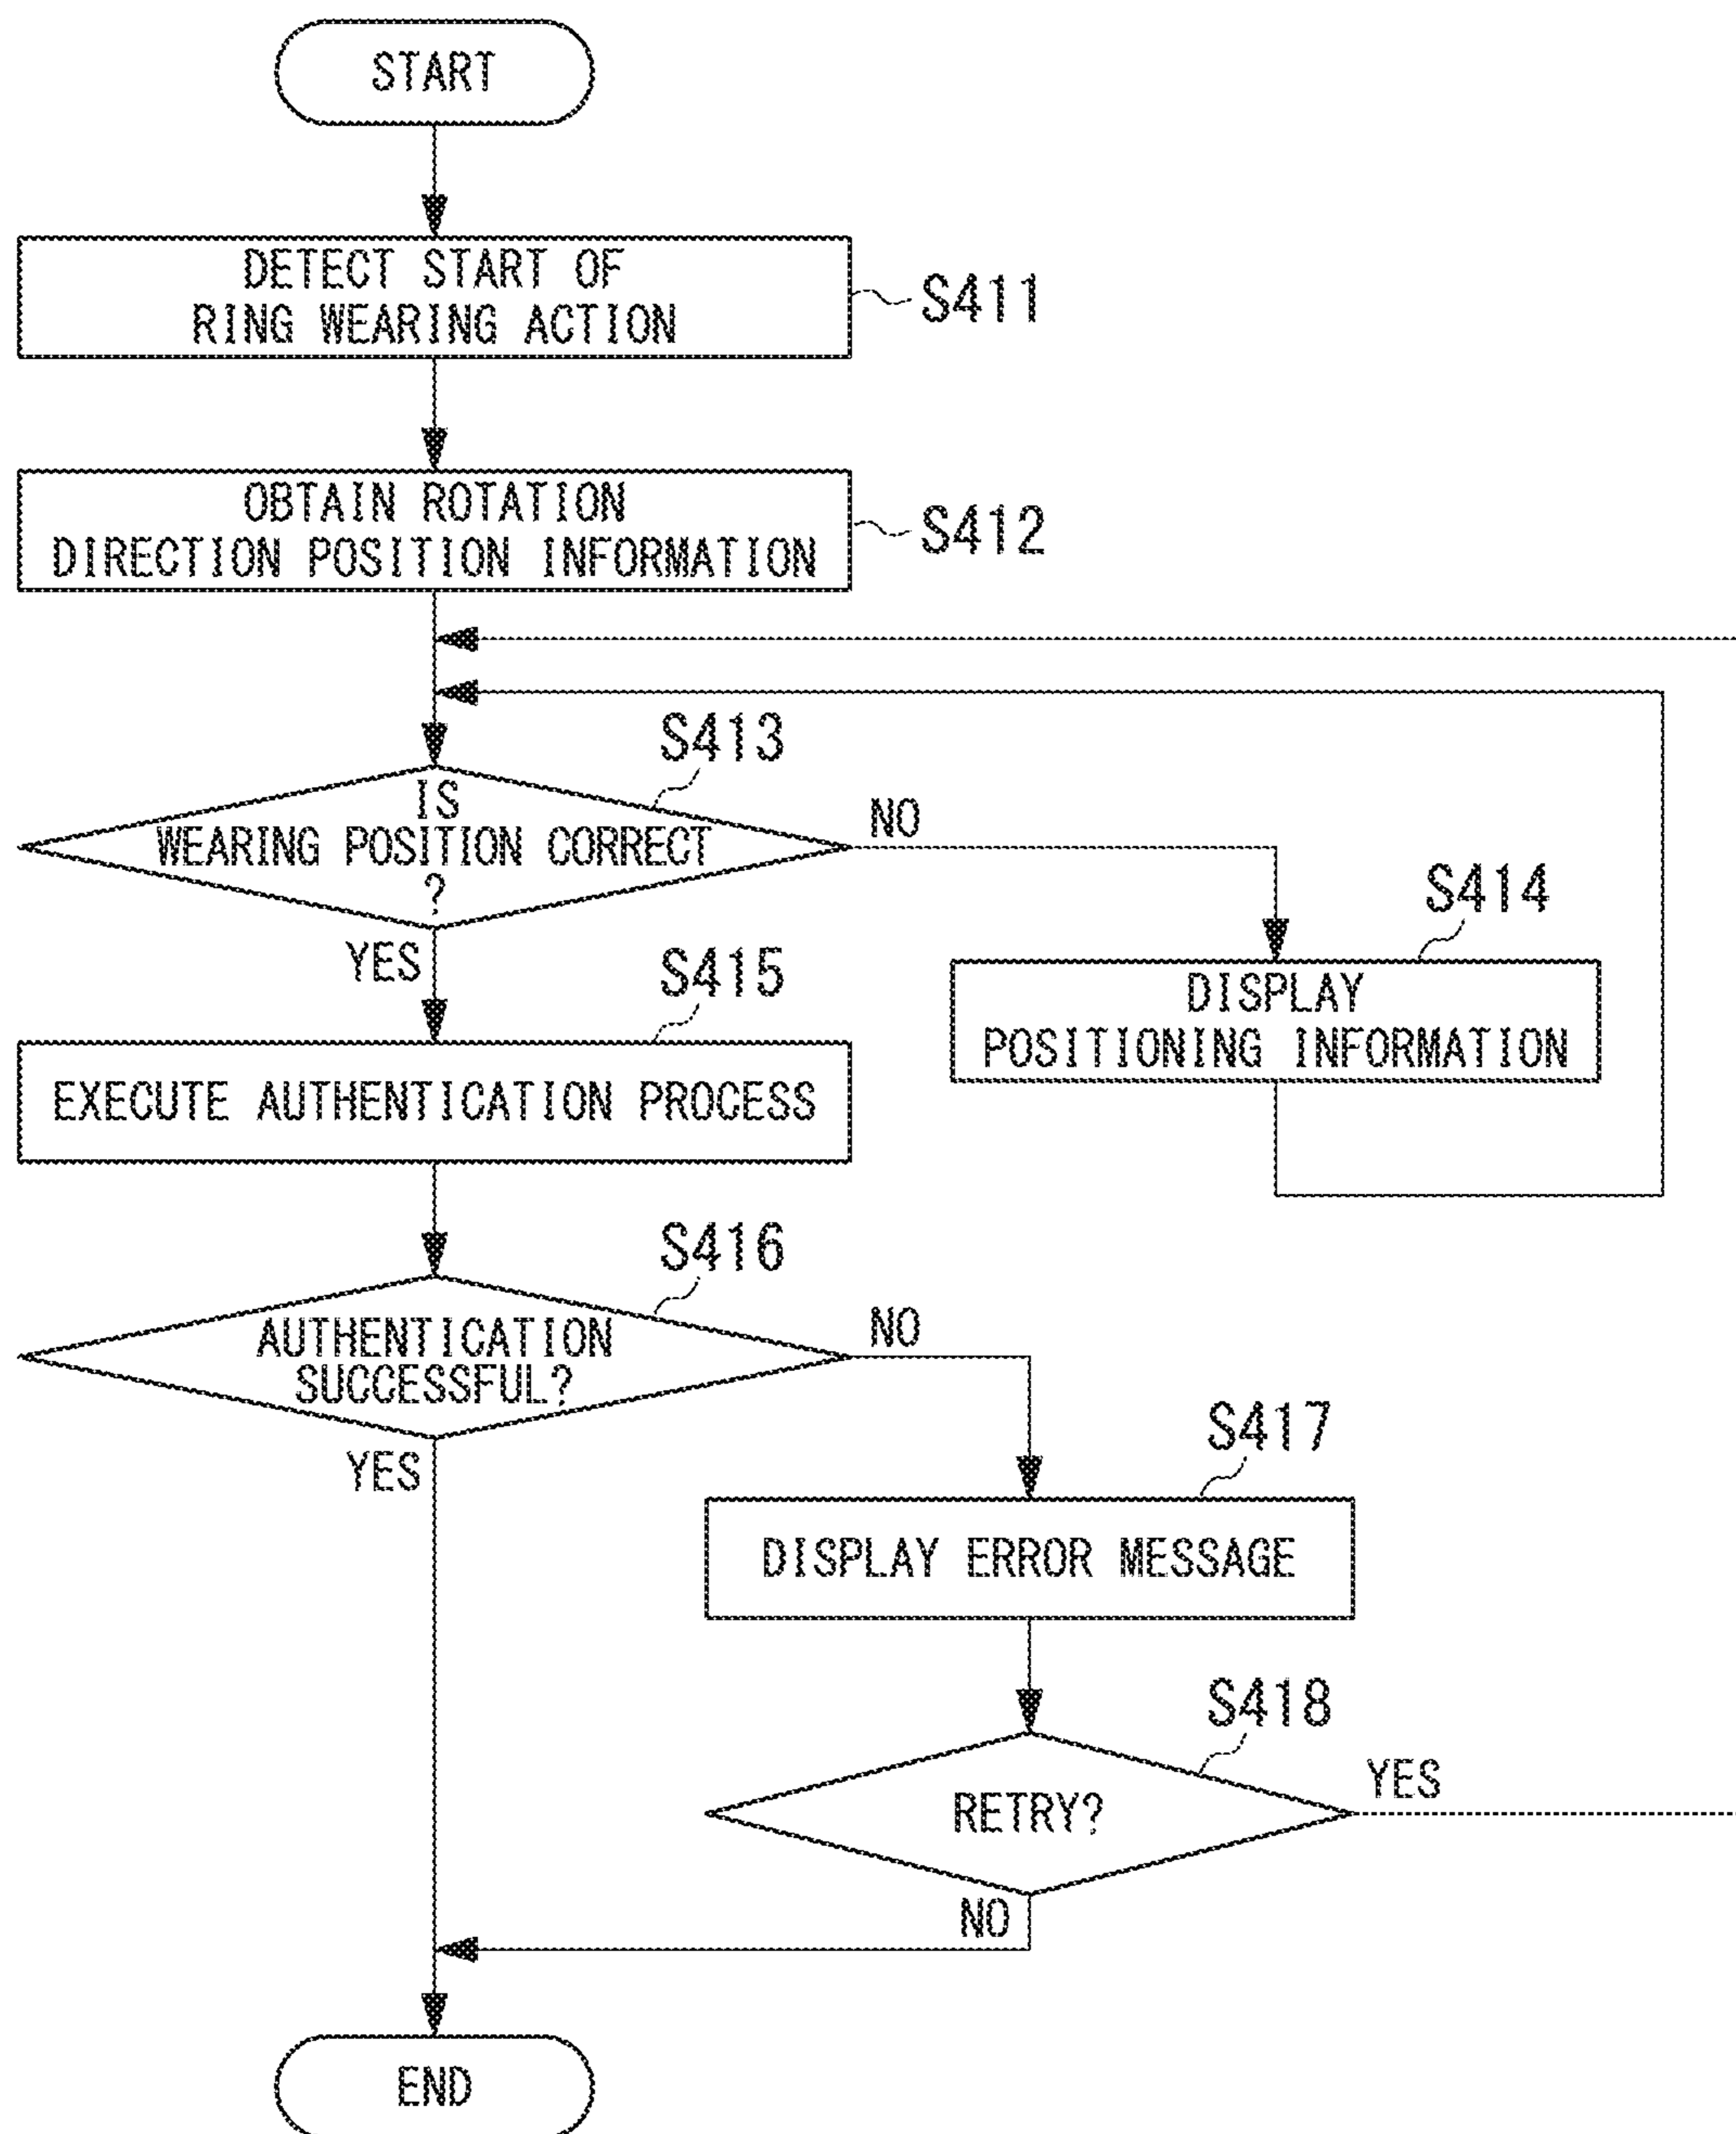 START
DETECT START OF
RING WEARING ACTION
S411
OBTAIN ROTATION
DIRECTION POSITION INFORMATION
S412
S413
IS
WEARING POSITION CORRECT
?
NO
YES
S414
DISPLAY
POSITIONING INFORMATION
S415
EXECUTE AUTHENTICATION PROCESS
S416
AUTHENTICATION
SUCCESSFUL?
NO
YES
S417
DISPLAY ERROR MESSAGE
S418
RETRY?
YES
NO
END